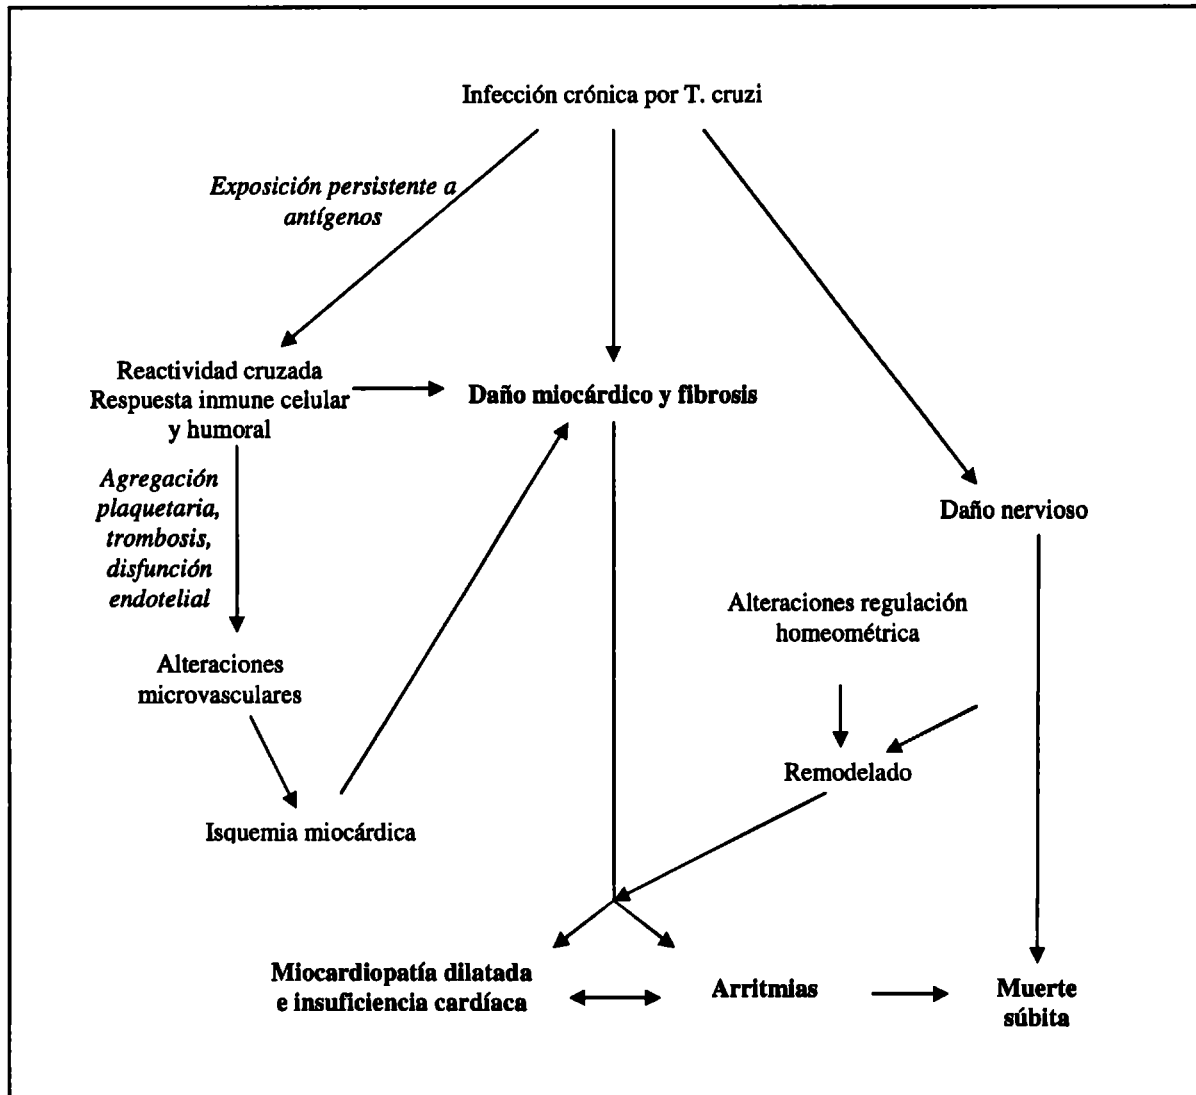 Infección crónica por T. cruzi
Exposición persistente a
antígenos
Reactividad cruzada
Respuesta inmune celular
y humoral
Daño miocárdico y fibrosis
Agregación
plaquetaria,
trombosis,
disfunción
endotelial
Daño nervioso
Alteraciones regulación
homeométrica
Alteraciones
microvasculares
Remodelado
Isquemia miocárdica
Miocardiopatía dilatada
e insuficiencia cardíaca
Arritmias
Muerte
súbita